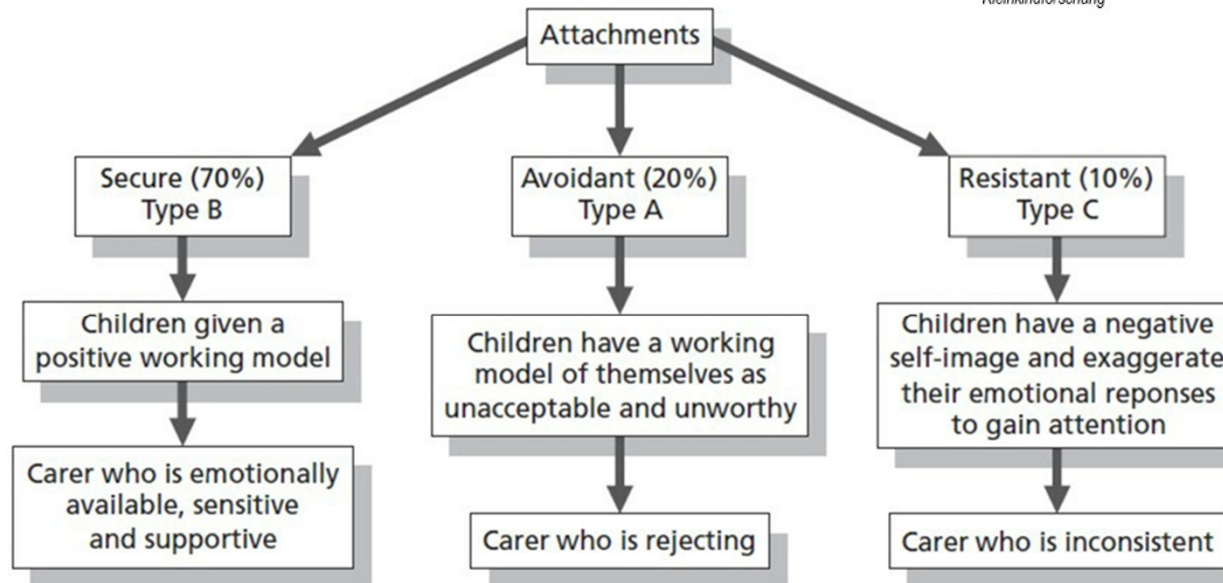 Kleinkindforschung
Attachments
Secure (70%)
Type B
Avoidant (20%)
Type A
Resistant (10%)
Type C
Children given a
positive working model
Children have a working
model of themselves as
unacceptable and unworthy
Children have a negative
self-image and exaggerate
their emotional reponses
to gain attention
Carer who is emotionally
available, sensitive
and supportive
Carer who is rejecting
Carer who is inconsistent